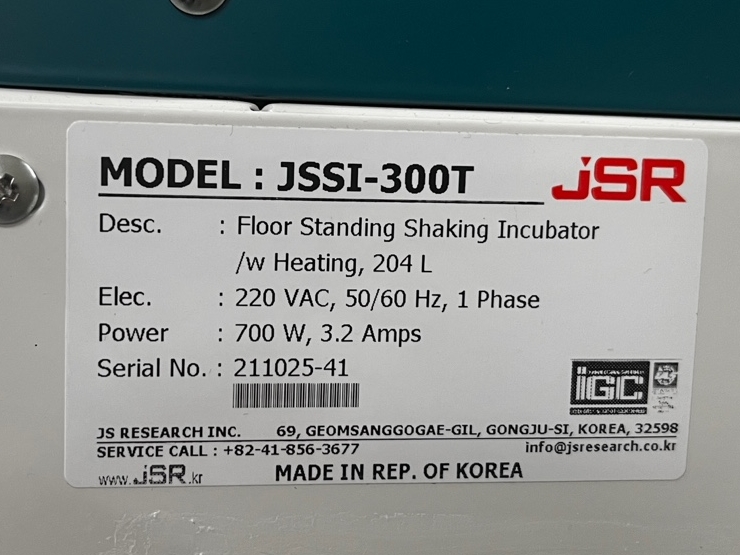 MODEL : JSSI-300T
JSR
Desc. : Floor Standing Shaking Incubator
/w Heating, 204 L
Elec. : 220 VAC, 50/60 Hz, 1 Phase
Power : 700 W, 3.2 Amps
Serial No. : 211025-41
iGC
JS RESEARCH INC. 69, GEOMSANGGOGAE-GIL, GONGJU-SI, KOREA, 32598
SERVICE CALL : +82-41-856-3677 info@jsresearch.co.kr
www.JSR.kr MADE IN REP. OF KOREA